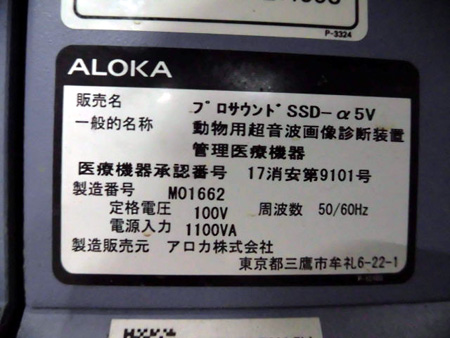 P-3324
ALOKA
販売名 プロサウンド SSD-α5V
一般的名称 動物用超音波画像診断装置
管理医療機器
医療機器承認番号 17消安第9101号
製造番号 M01662
定格電圧 100V 周波数 50/60Hz
電源入力 1100VA
製造販売元 アロカ株式会社
東京都三鷹市牟礼6-22-1